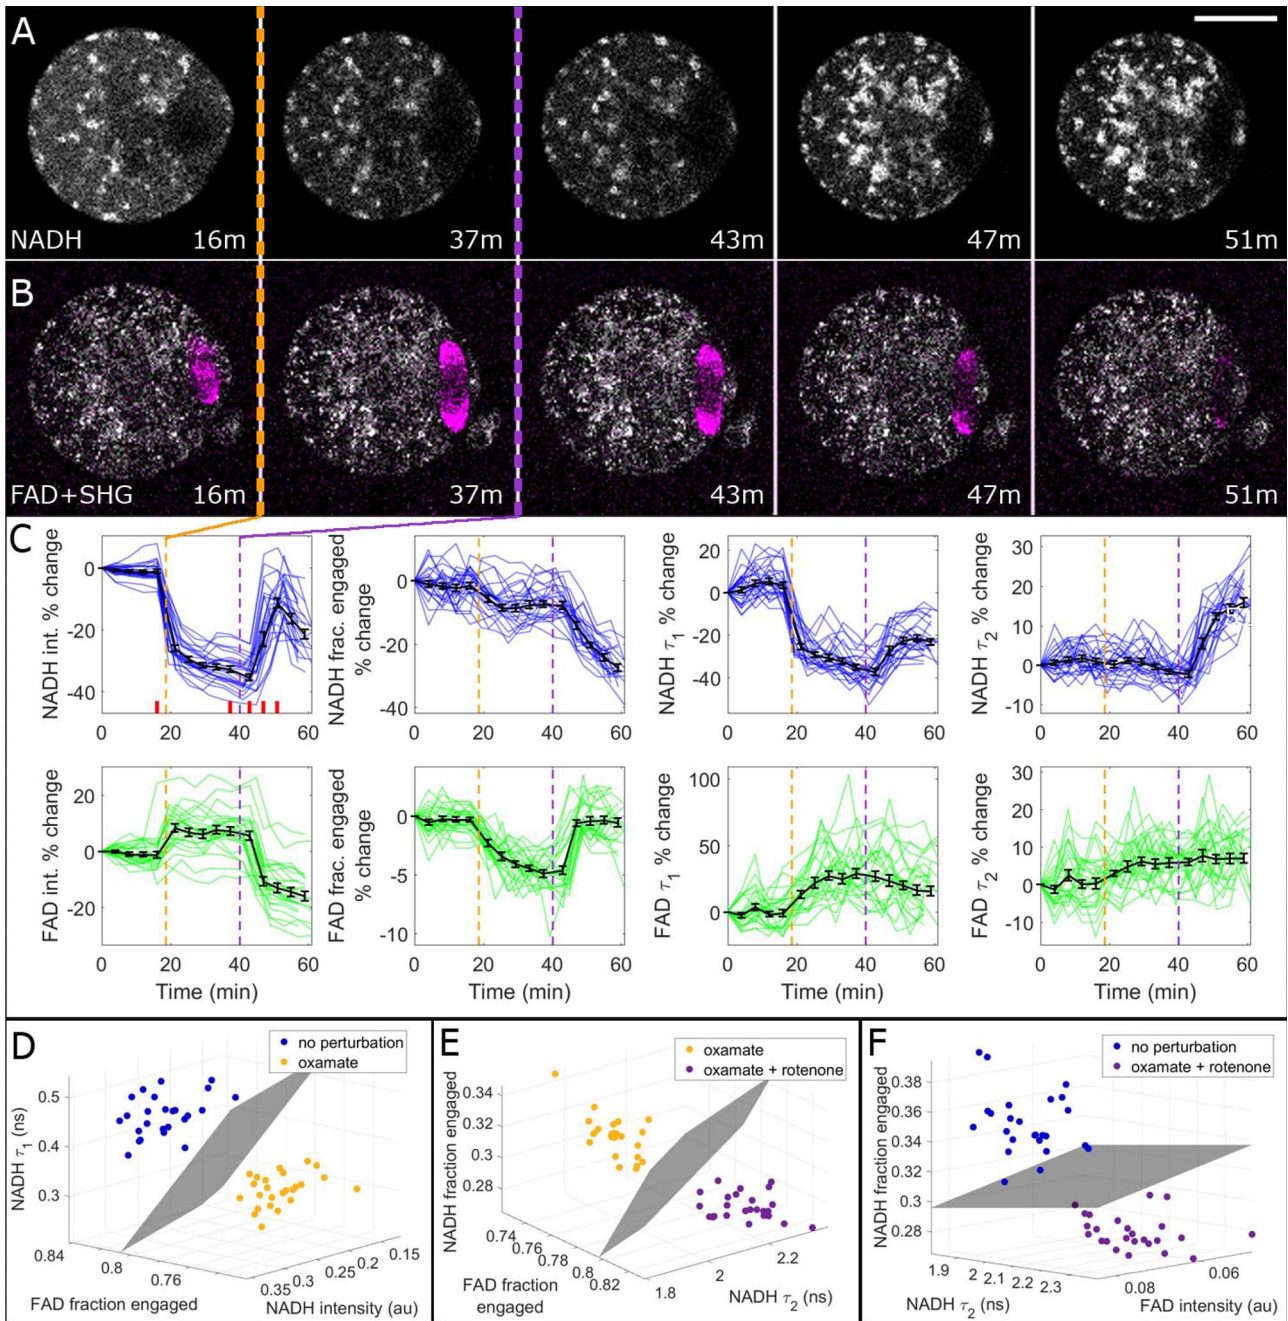 A
NADH 16m 37m 43m 47m 51m
B
FAD+SHG 16m 37m 43m 47m 51m
C
NADH int. % change
0
-20
-40
0 20 40 60
NADH frac. engaged
% change
0
-20
-40
0 20 40 60
NADH τ1 % change
20
0
-20
-40
0 20 40 60
NADH τ2 % change
30
20
10
0
-10
0 20 40 60
FAD int. % change
20
0
-20
0 20 40 60
Time (min)
FAD frac. engaged
% change
0
-5
-10
0 20 40 60
Time (min)
FAD τ1 % change
100
50
0
0 20 40 60
Time (min)
FAD τ2 % change
30
20
10
0
-10
0 20 40 60
Time (min)
D
no perturbation
oxamate
NADH τ1 (ns)
0.5
0.4
0.3
0.84 0.8 0.76
FAD fraction engaged
0.35 0.3 0.25 0.2 0.15
NADH intensity (au)
E
oxamate
oxamate + rotenone
NADH fraction engaged
0.34
0.32
0.3
0.28
0.74 0.76 0.78 0.8 0.82
FAD fraction
engaged
1.8 2 2.2
NADH τ2 (ns)
F
no perturbation
oxamate + rotenone
NADH fraction engaged
0.38
0.36
0.34
0.32
0.3
0.28
1.9 2 2.1 2.2 2.3
NADH τ2 (ns)
0.08 0.06
FAD intensity (au)